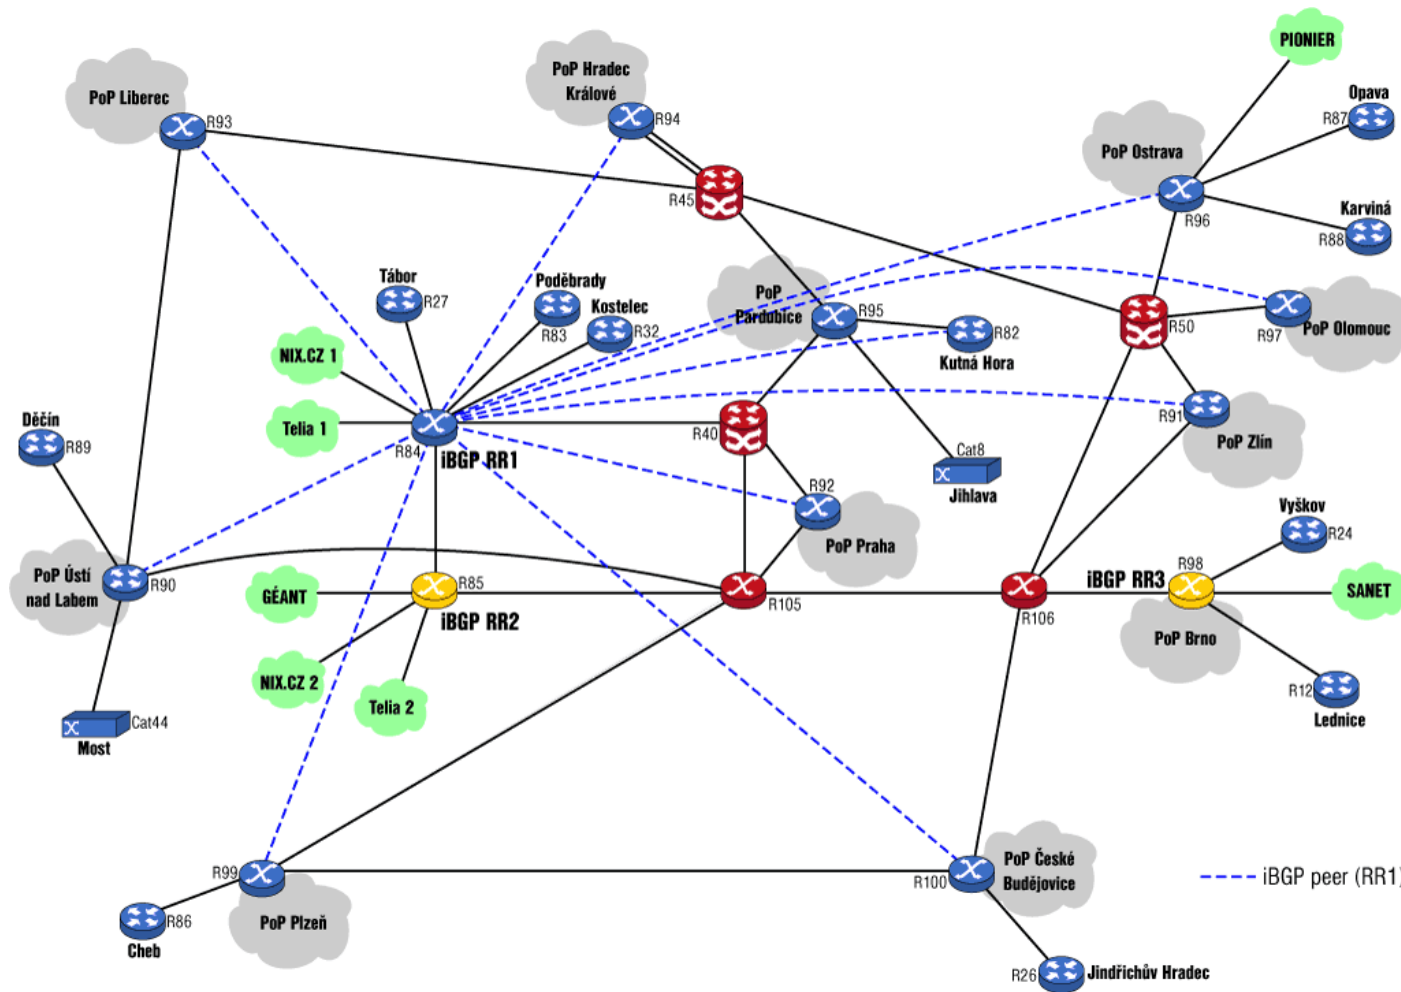 PIONIER
PoP Hradec
Králové
Opava
R87
PoP Liberec
R93
R94
PoP Ostrava
R96
Karviná
R88
R45
Tábor
R27
Poděbrady
R83
Kostelec
R32
PoP
Pardubice
R95
R82
Kutná Hora
R50
R97
PoP Olomouc
NIX.CZ 1
Telia 1
R84
iBGP RR1
R40
R91
PoP Zlín
Děčín
R89
Cat8
Jihlava
R92
PoP Praha
Vyškov
R24
PoP Ústí
nad Labem
R90
GÉANT
R85
iBGP RR2
R105
R106
iBGP RR3
R98
SANET
PoP Brno
NIX.CZ 2
Telia 2
R12
Lednice
Cat44
Most
R99
PoP Plzeň
R86
Cheb
R100
PoP České
Budějovice
iBGP peer (RR1)
R26
Jindřichův Hradec